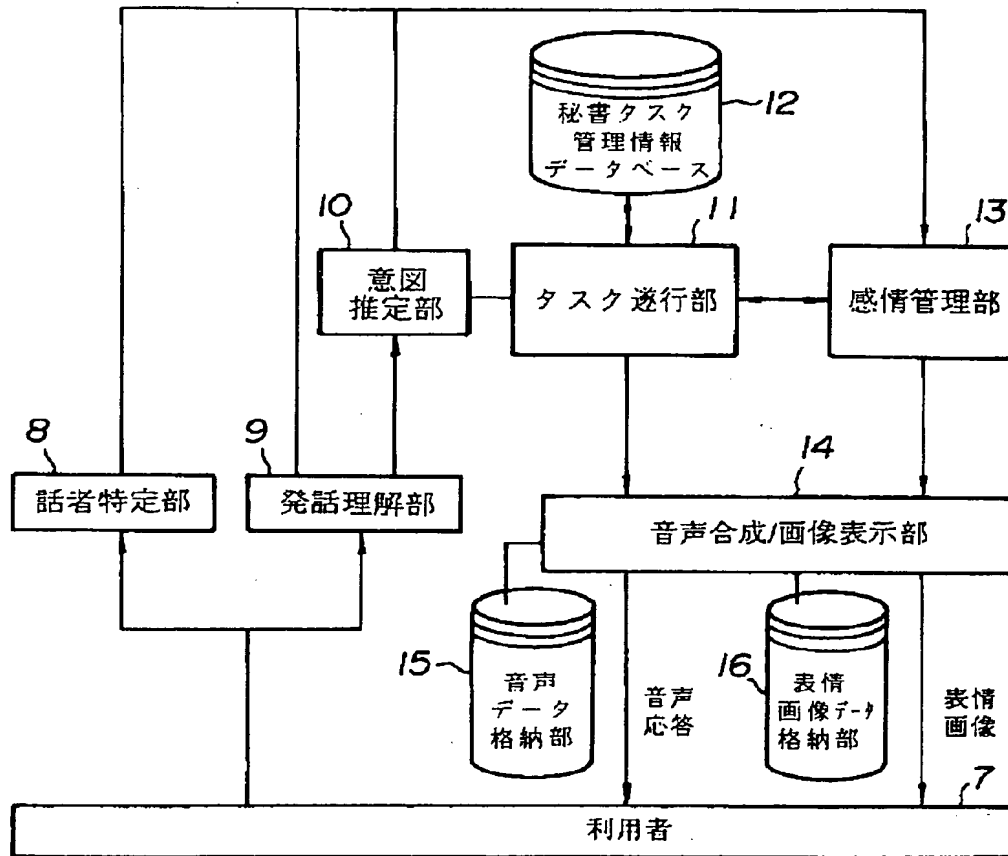 秘書タスク
管理情報
データベース
12
10
11
13
意図
推定部
タスク遂行部
感情管理部
8
9
14
話者特定部
発話理解部
音声合成/画像表示部
15
音声
データ
格納部
音声
応答
16
表情
画像データ
格納部
表情
画像
7
利用者